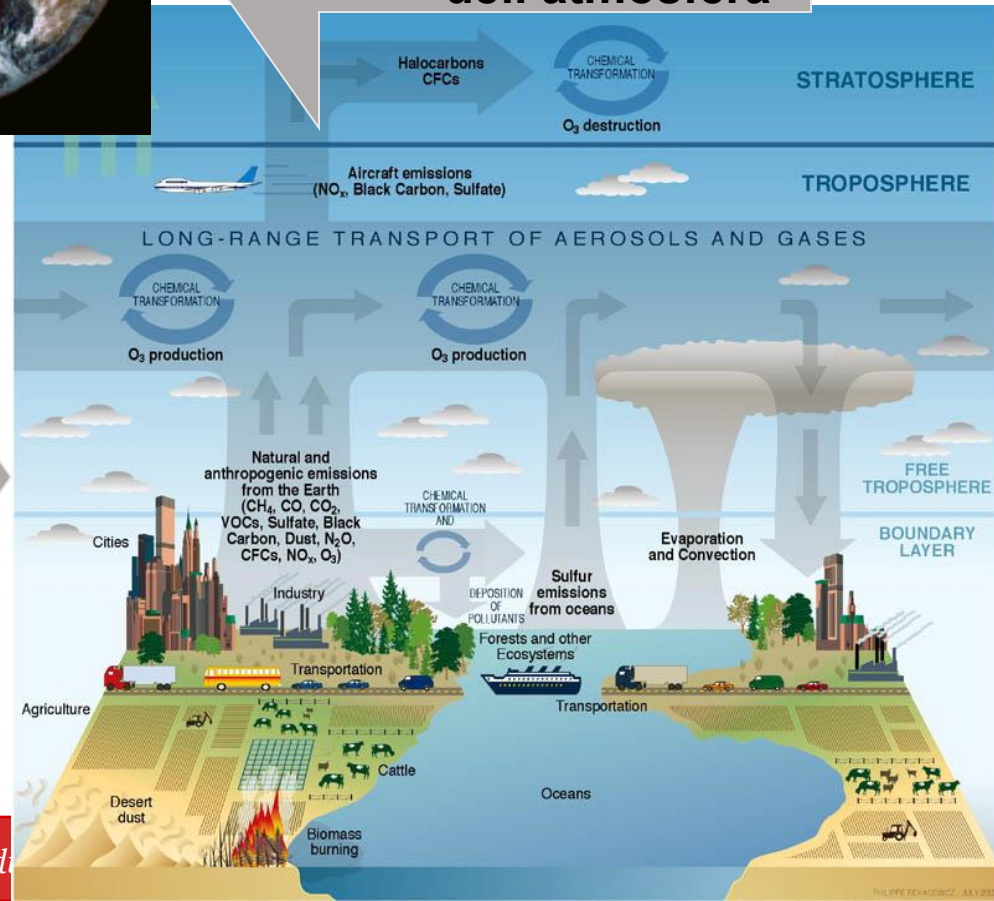 dell'atmosfera
Halocarbons
CFCs
CHEMICAL
TRANSFORMATION
O₃ destruction
STRATOSPHERE
Aircraft emissions
(NOₓ, Black Carbon, Sulfate)
TROPOSPHERE
LONG-RANGE TRANSPORT OF AEROSOLS AND GASES
CHEMICAL
TRANSFORMATION
O₃ production
CHEMICAL
TRANSFORMATION
O₃ production
Natural and
anthropogenic emissions
from the Earth
(CH₄, CO, CO₂,
VOCs, Sulfate, Black
Carbon, Dust, N₂O,
CFCs, NOₓ, O₃)
CHEMICAL
TRANSFORMATION
AND
DEPOSITION
OF
POLLUTANTS
FREE
TROPOSPHERE
BOUNDARY
LAYER
Cities
Industry
Sulfur
emissions
from oceans
Evaporation
and Convection
Forests and other
Ecosystems
Transportation
Transportation
Agriculture
Cattle
Desert
dust
Oceans
Biomass
burning